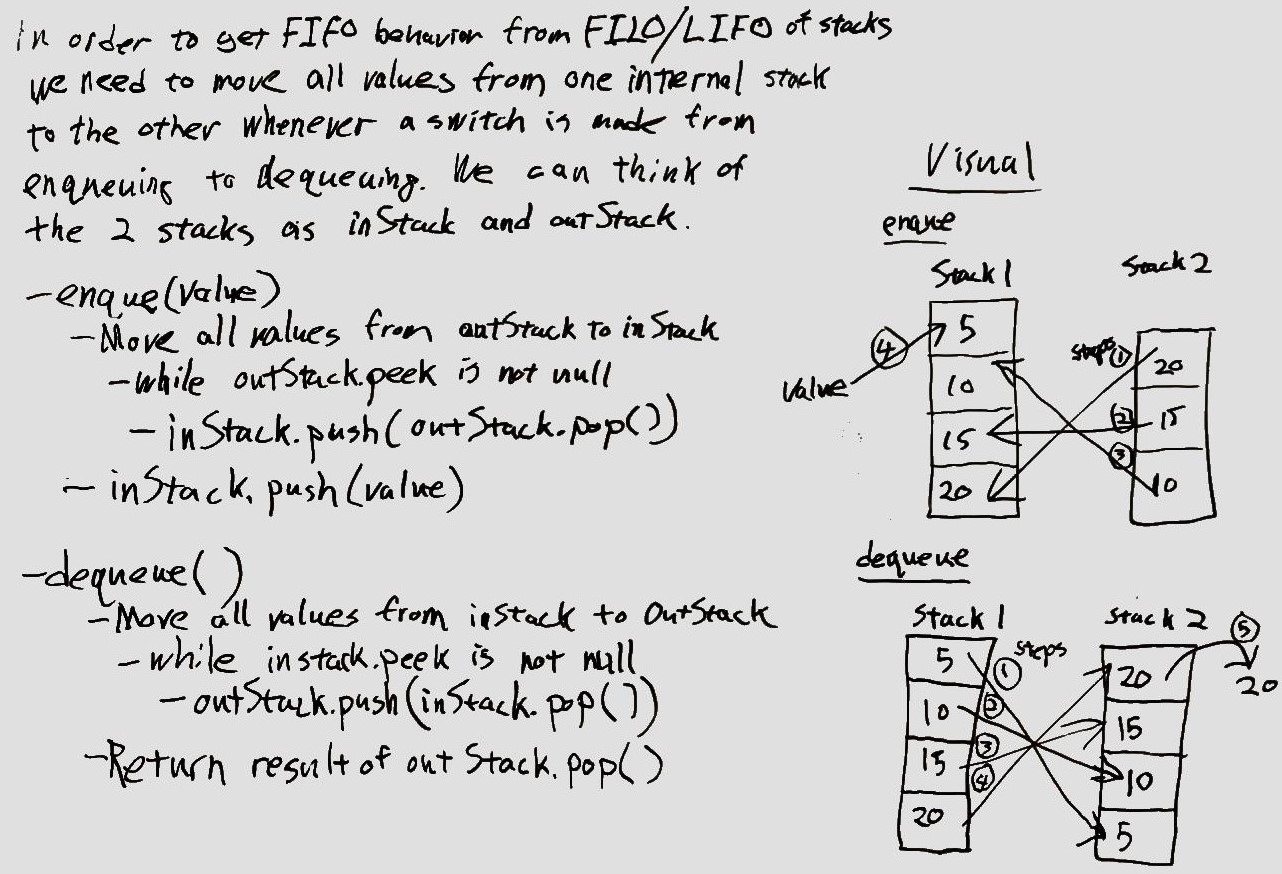 In order to get FIFO behavior from FILO/LIFO of stacks
we need to move all values from one internal stack
to the other whenever a switch is made from
enqueuing to dequeuing. We can think of
the 2 stacks as inStack and outStack.
-enque(value)
-Move all values from outStack to inStack
-while outStack.peek is not null
- inStack.push(outStack.pop())
- inStack.push(value)
-dequeue()
-Move all values from instack to OutStack
-while instack.peek is not null
-outStack.push(inStack.pop())
-Return result of outStack.pop()
Visual
enque
Stack 1
Stack 2
4
Value
5
10
15
20
steps 1
2
3
20
15
10
dequeue
Stack 1
Stack 2
5
10
15
20
steps
1
2
3
4
20
15
10
5
5
20